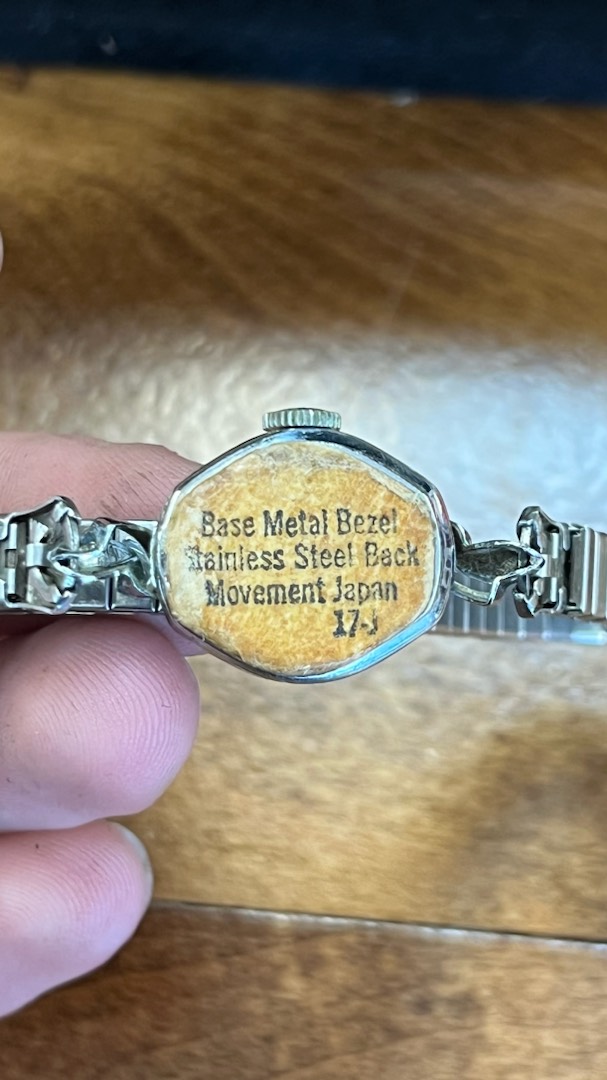 Base Metal Bezel
Stainless Steel Back
Movement Japan
17-J